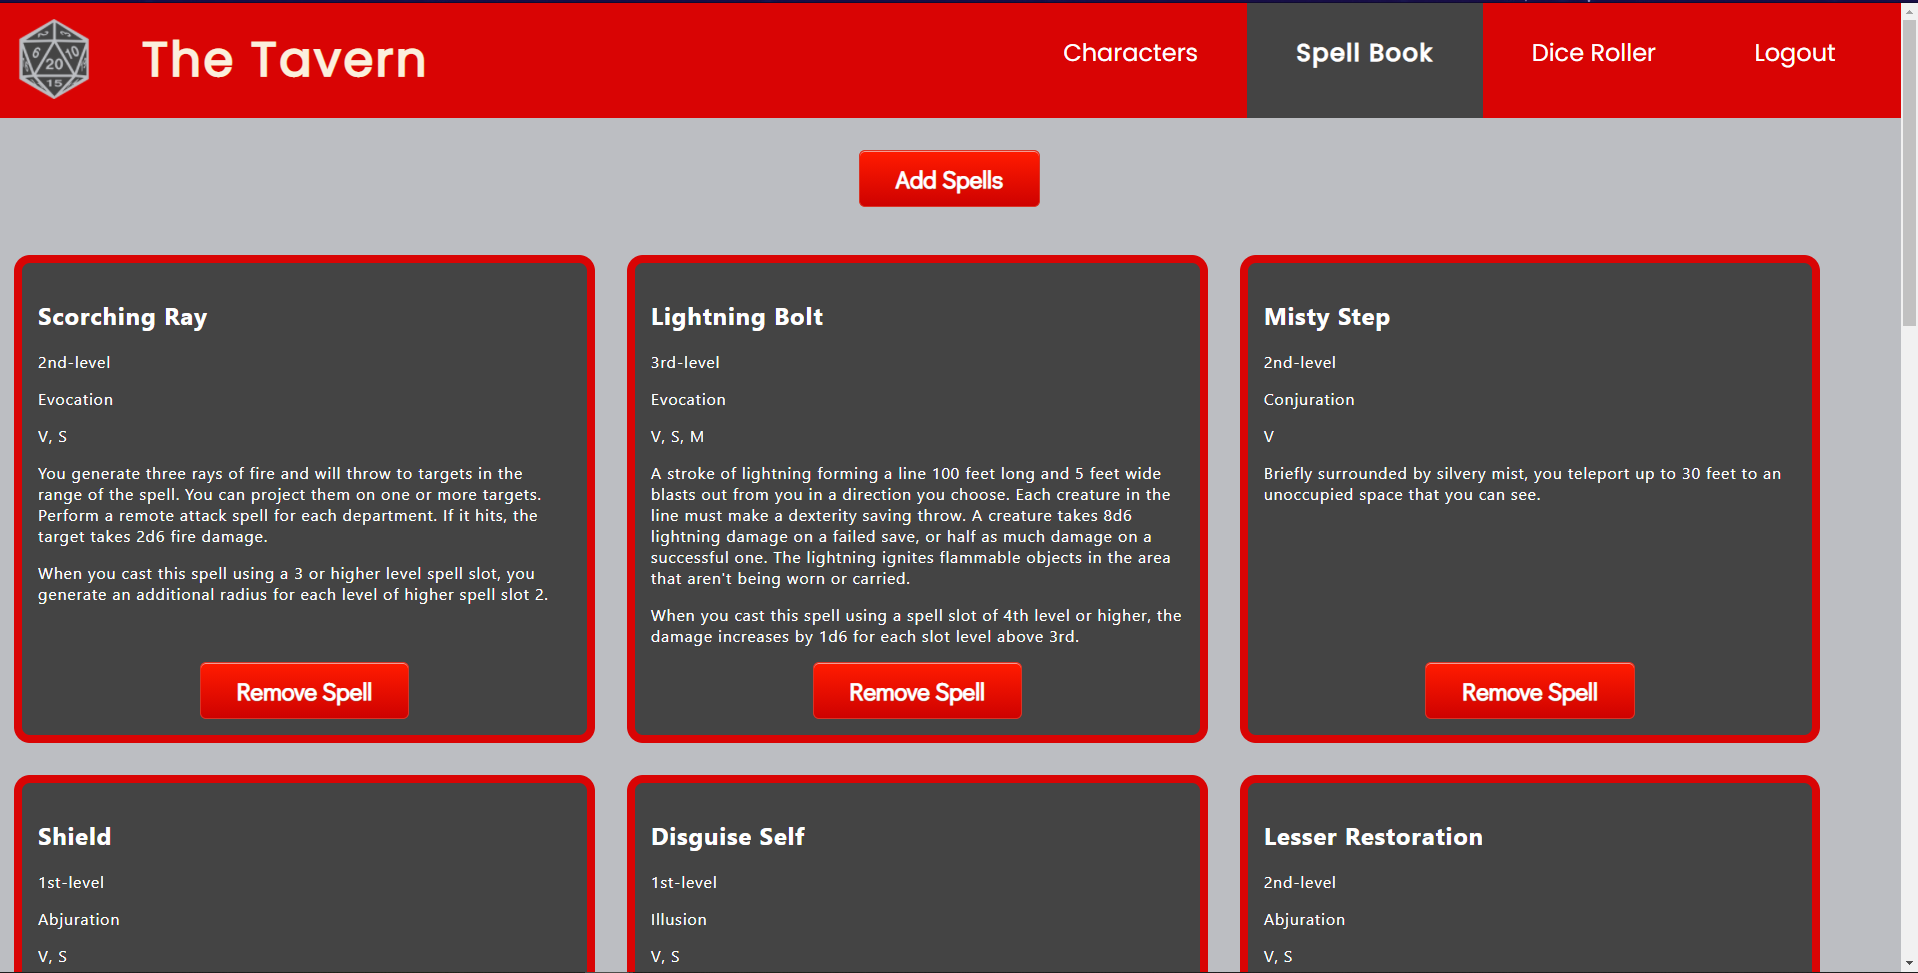 The Tavern
Characters
Spell Book
Dice Roller
Logout
6
20
10
15
Add Spells
Scorching Ray
2nd-level
Evocation
V, S
You generate three rays of fire and will throw to targets in the
range of the spell. You can project them on one or more targets.
Perform a remote attack spell for each department. If it hits, the
target takes 2d6 fire damage.
When you cast this spell using a 3 or higher level spell slot, you
generate an additional radius for each level of higher spell slot 2.
Remove Spell
Lightning Bolt
3rd-level
Evocation
V, S, M
A stroke of lightning forming a line 100 feet long and 5 feet wide
blasts out from you in a direction you choose. Each creature in the
line must make a dexterity saving throw. A creature takes 8d6
lightning damage on a failed save, or half as much damage on a
successful one. The lightning ignites flammable objects in the area
that aren't being worn or carried.
When you cast this spell using a spell slot of 4th level or higher, the
damage increases by 1d6 for each slot level above 3rd.
Remove Spell
Misty Step
2nd-level
Conjuration
V
Briefly surrounded by silvery mist, you teleport up to 30 feet to an
unoccupied space that you can see.
Remove Spell
Shield
1st-level
Abjuration
V, S
Disguise Self
1st-level
Illusion
V, S
Lesser Restoration
2nd-level
Abjuration
V, S